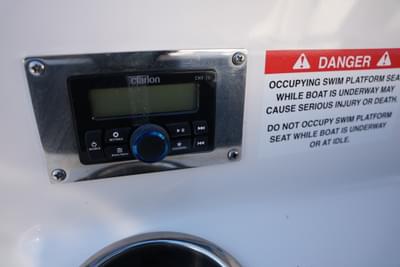 clarion
DANGER
OCCUPYING SWIM PLATFORM SEAT
WHILE BOAT IS UNDERWAY MAY
CAUSE SERIOUS INJURY OR DEATH.
DO NOT OCCUPY SWIM PLATFORM
SEAT WHILE BOAT IS UNDERWAY
OR AT IDLE.